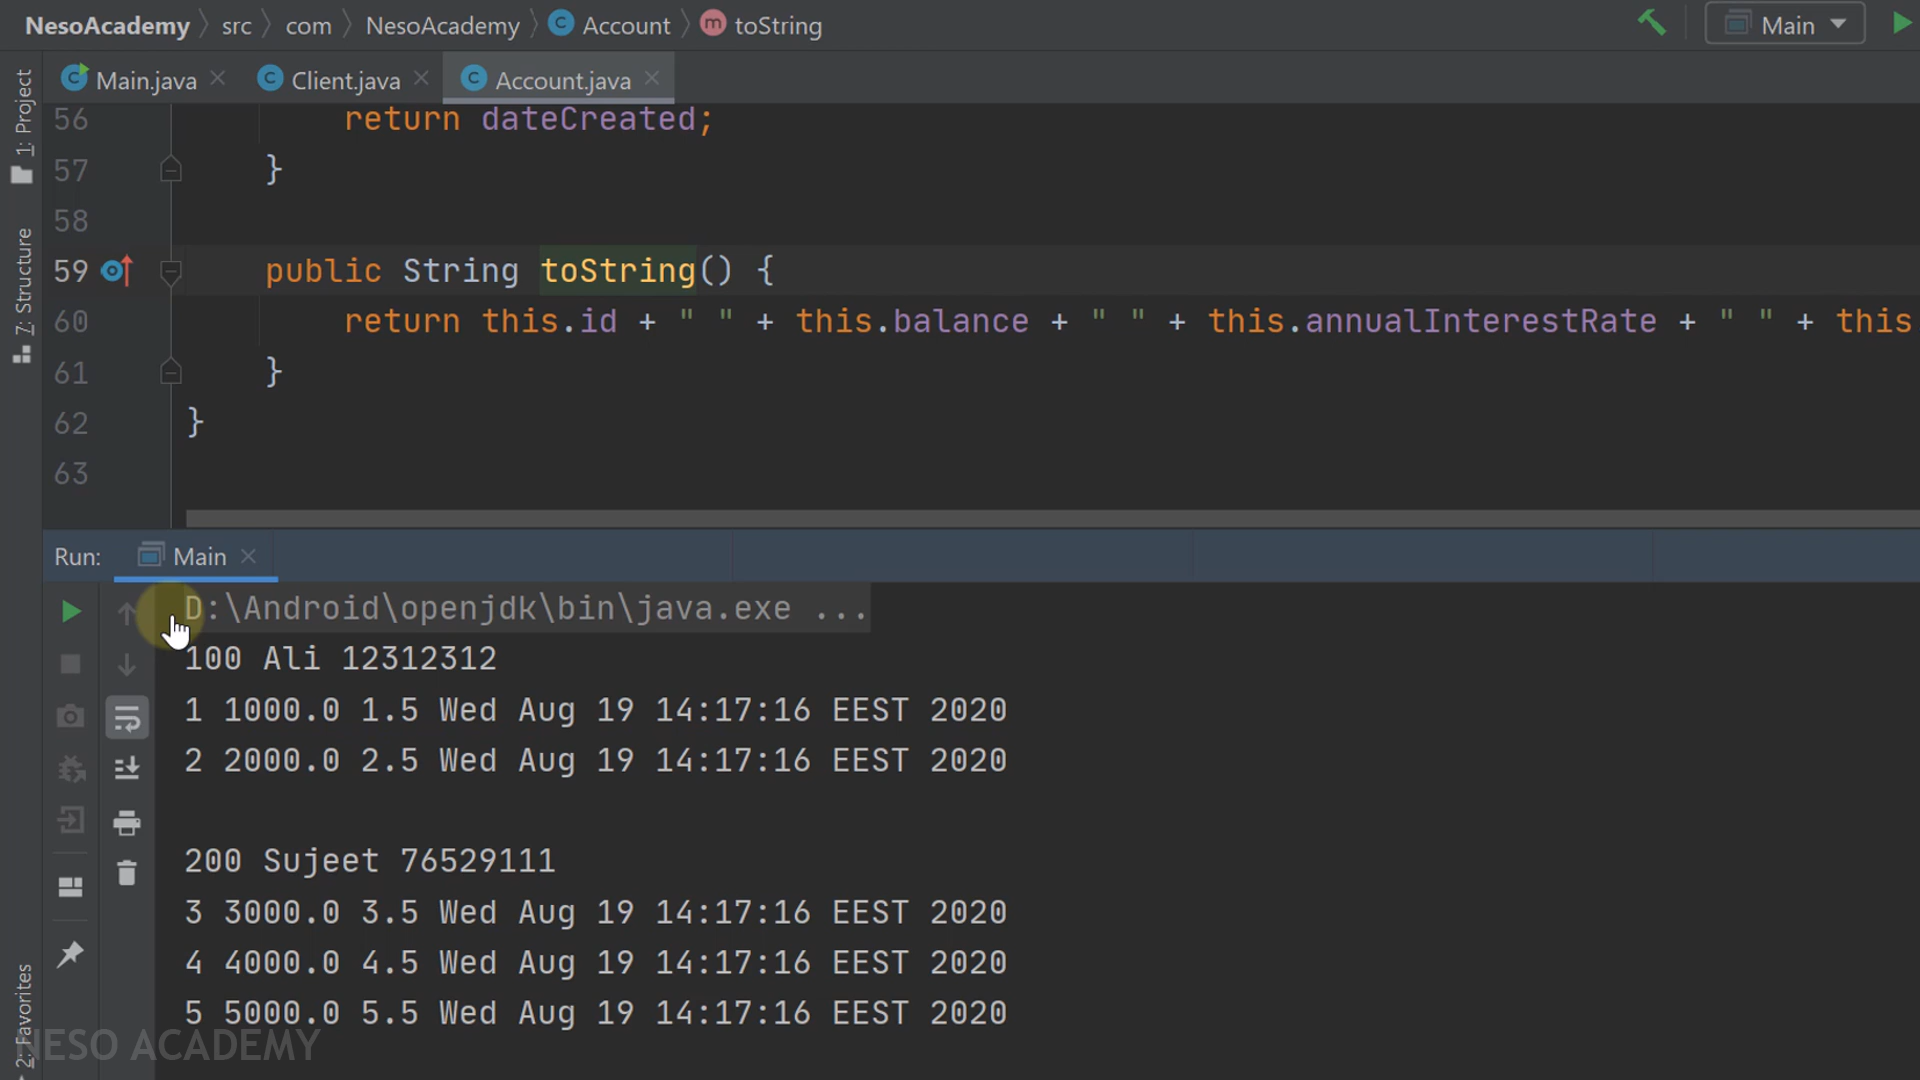 NesoAcademy src com NesoAcademy Account toString Main
Main.java Client.java Account.java
1: Project
7: Structure
2: Favorites
56 return dateCreated;
57 }
58
59 public String toString() {
60 return this.id + " " + this.balance + " " + this.annualInterestRate + " " + this
61 }
62 }
63
Run: Main
D:\Android\openjdk\bin\java.exe ...
100 Ali 12312312
1 1000.0 1.5 Wed Aug 19 14:17:16 EEST 2020
2 2000.0 2.5 Wed Aug 19 14:17:16 EEST 2020
200 Sujeet 76529111
3 3000.0 3.5 Wed Aug 19 14:17:16 EEST 2020
4 4000.0 4.5 Wed Aug 19 14:17:16 EEST 2020
5 5000.0 5.5 Wed Aug 19 14:17:16 EEST 2020
NESO ACADEMY